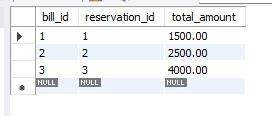 bill_id reservation_id total_amount
1 1 1500.00
2 2 2500.00
3 3 4000.00
NULL NULL NULL